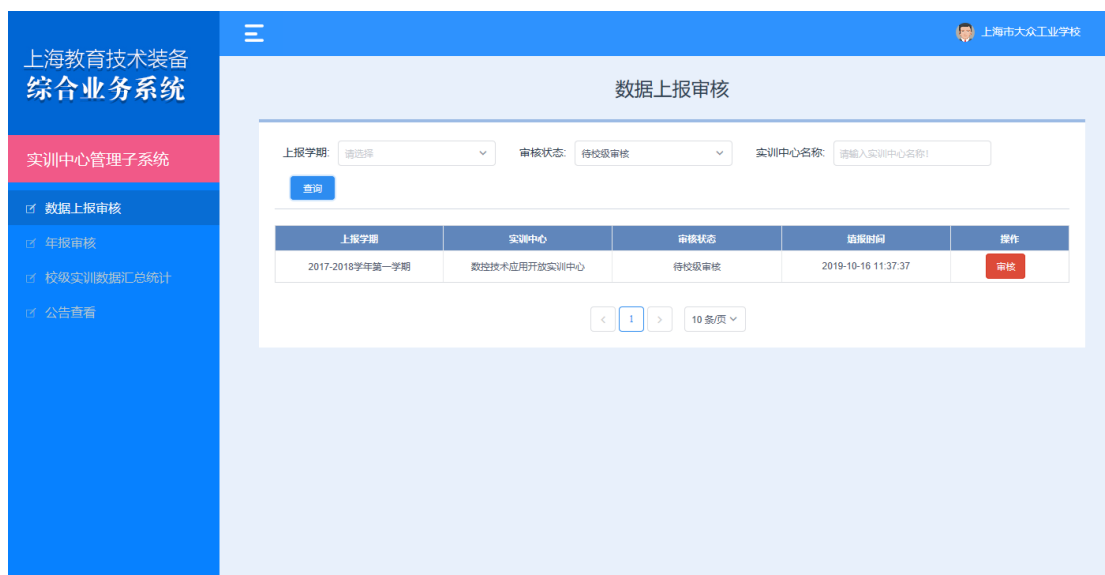 上海教育技术装备
综合业务系统
上海市大众工业学校
实训中心管理子系统
数据上报审核
年报审核
校级实训数据汇总统计
公告查看
数据上报审核
上报学期: 请选择 审核状态: 待校级审核 实训中心名称: 请输入实训中心名称!
查询
上报学期 实训中心 审核状态 填报时间 操作
2017-2018学年第一学期 数控技术应用开放实训中心 待校级审核 2019-10-16 11:37:37 审核
< 1 > 10 条/页